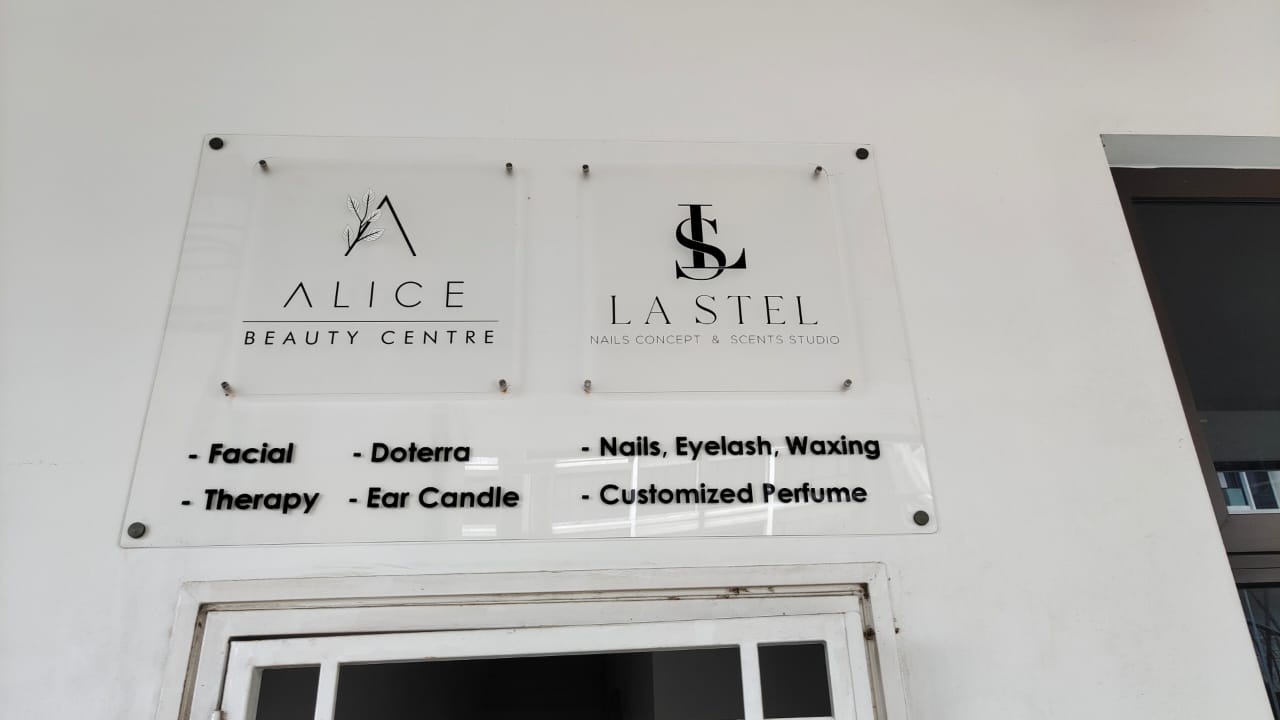 A
ALICE
BEAUTY CENTRE
LS
LA STEL
NAILS CONCEPT & SCENTS STUDIO
- Facial
- Doterra
- Therapy
- Ear Candle
- Nails, Eyelash, Waxing
- Customized Perfume